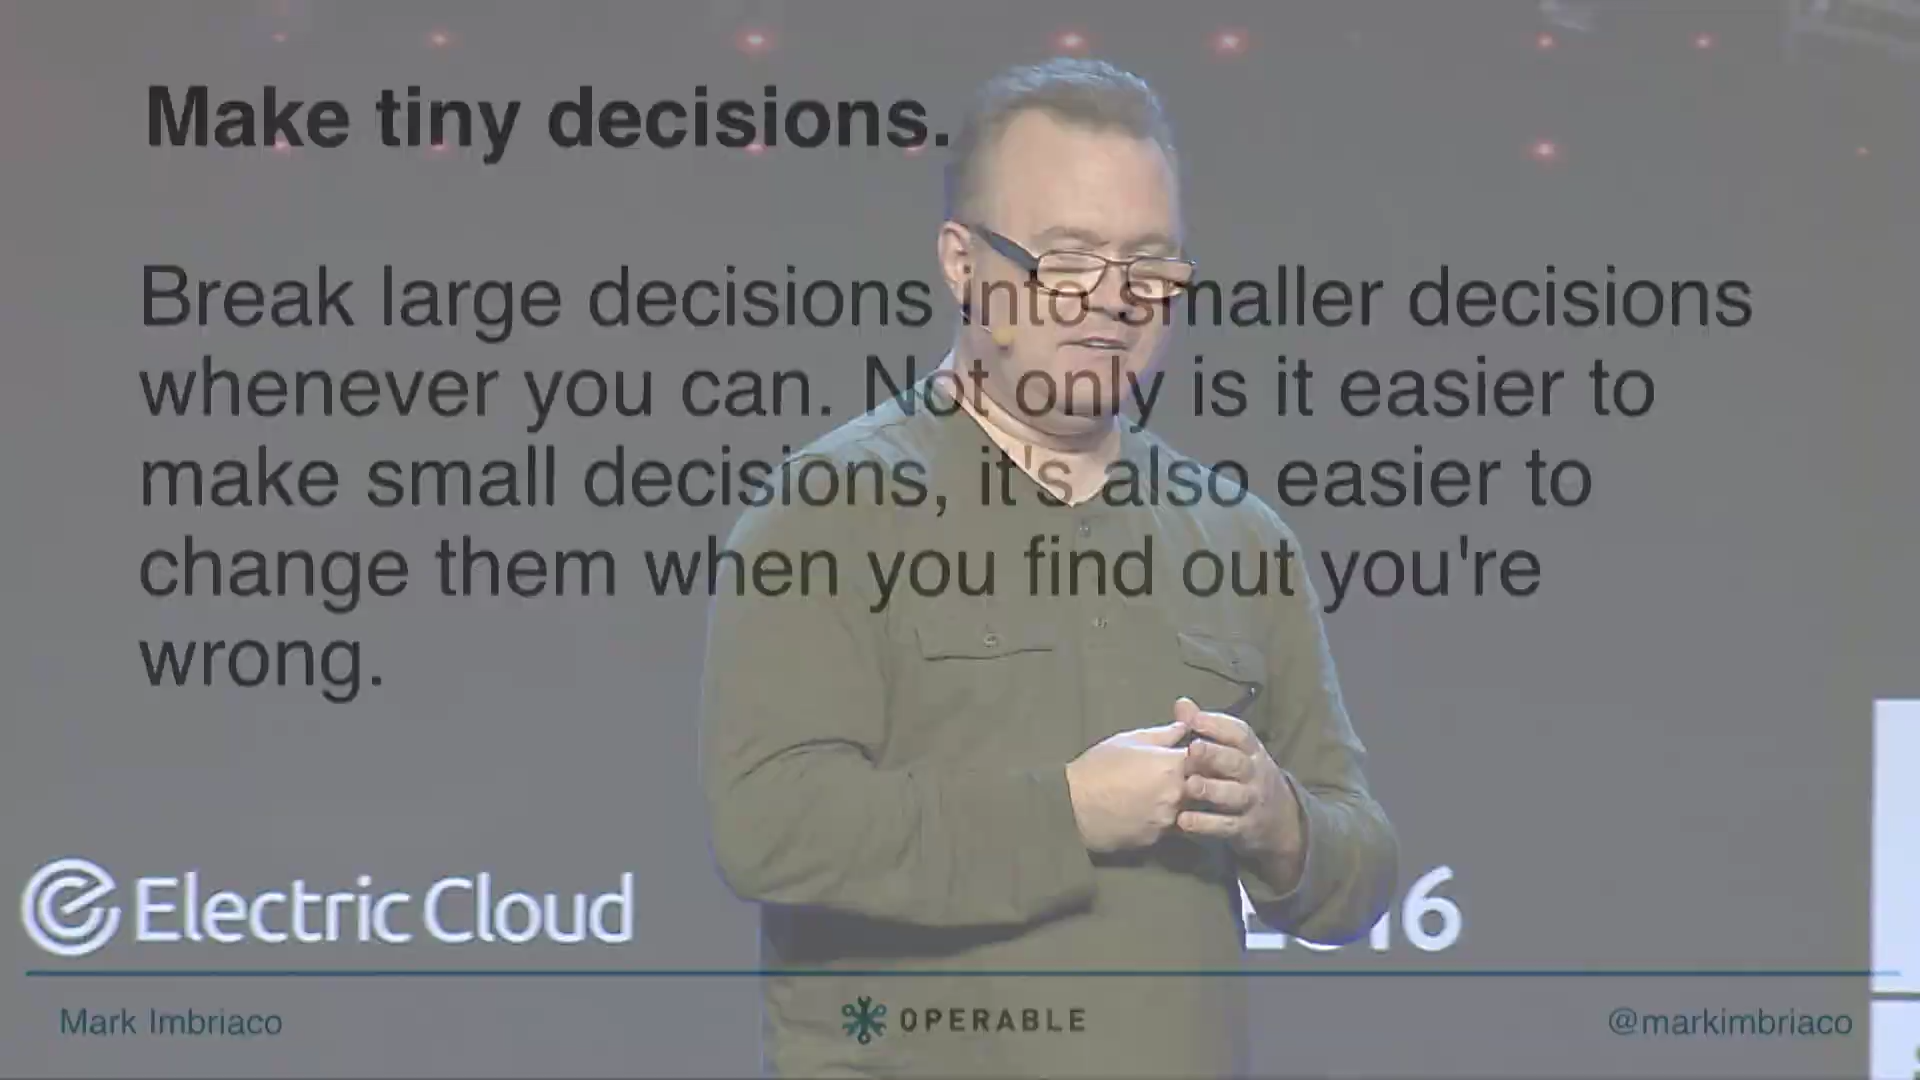 Make tiny decisions.
Break large decisions into smaller decisions
whenever you can. Not only is it easier to
make small decisions, it's also easier to
change them when you find out you're
wrong.
Electric Cloud
Mark Imbriaco
OPERABLE
@markimbriaco